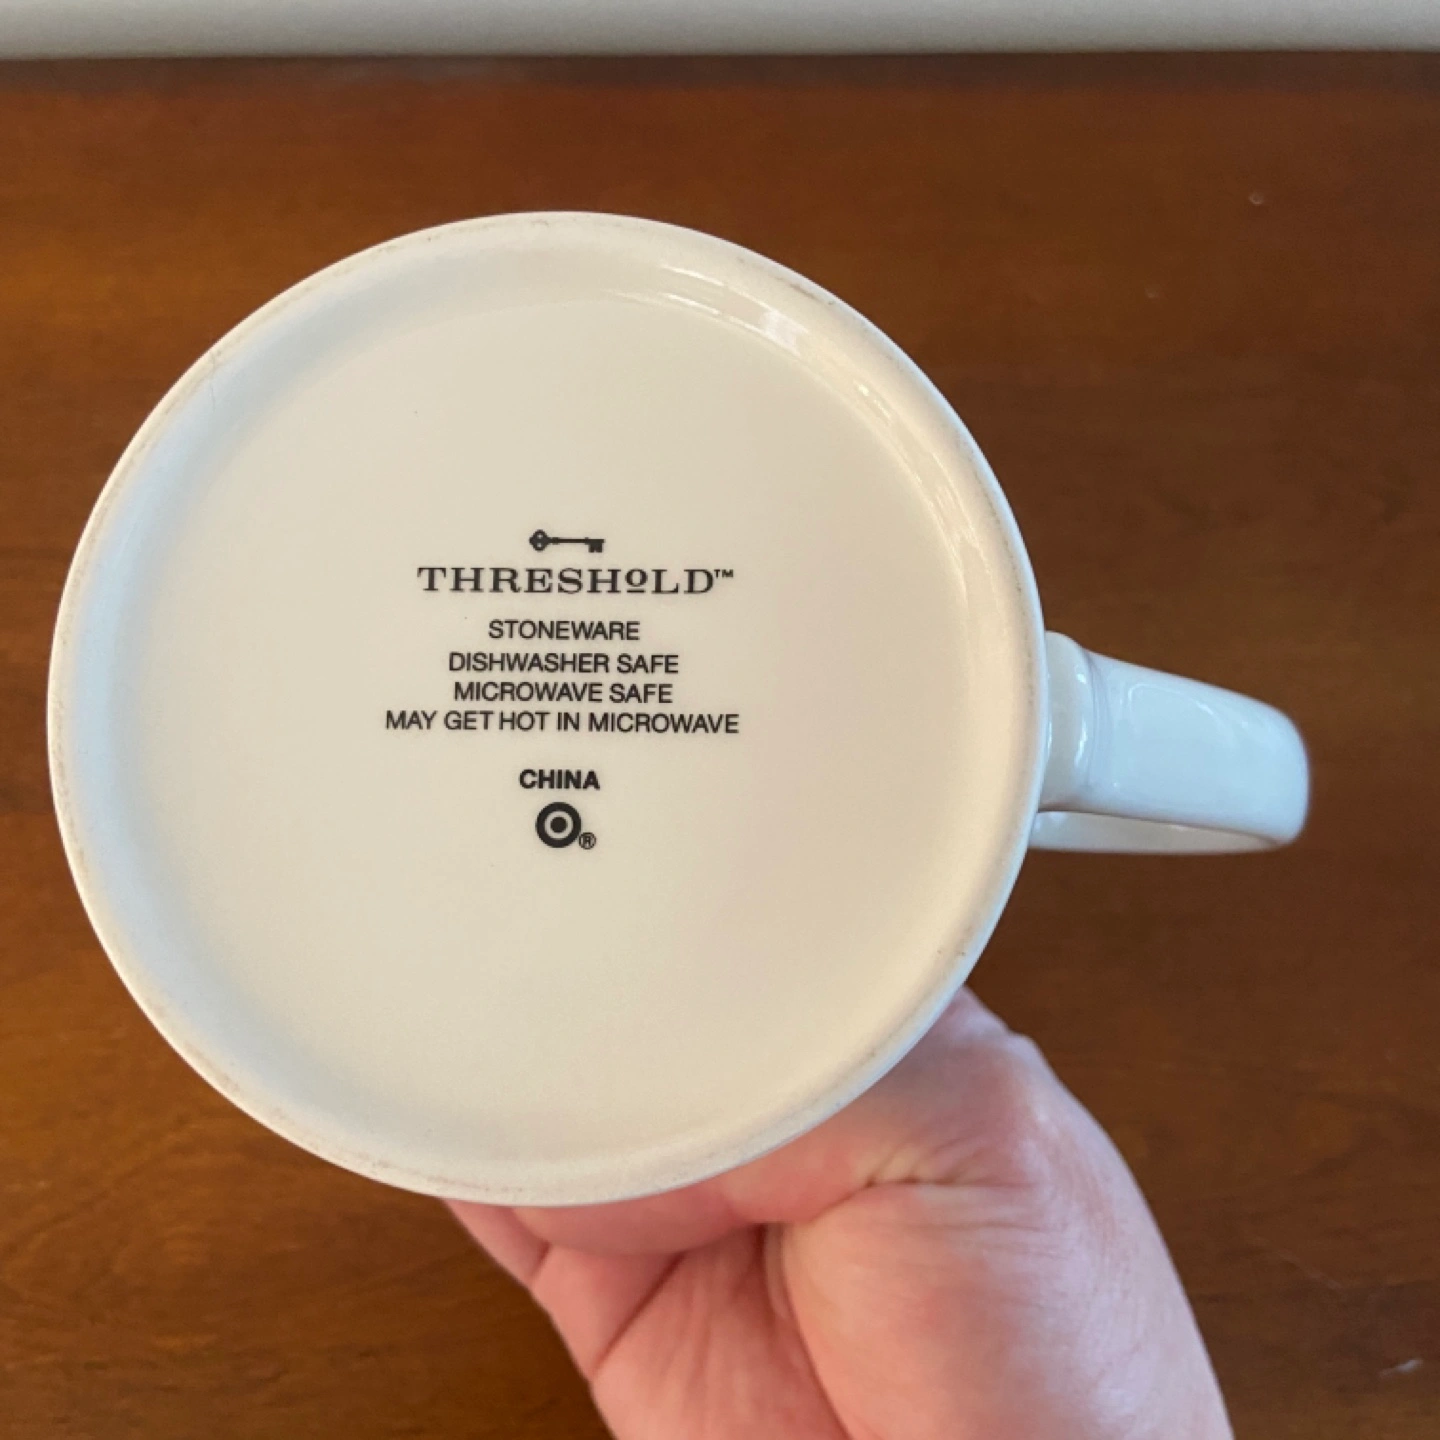 THRESHOLD™
STONEWARE
DISHWASHER SAFE
MICROWAVE SAFE
MAY GET HOT IN MICROWAVE
CHINA
®